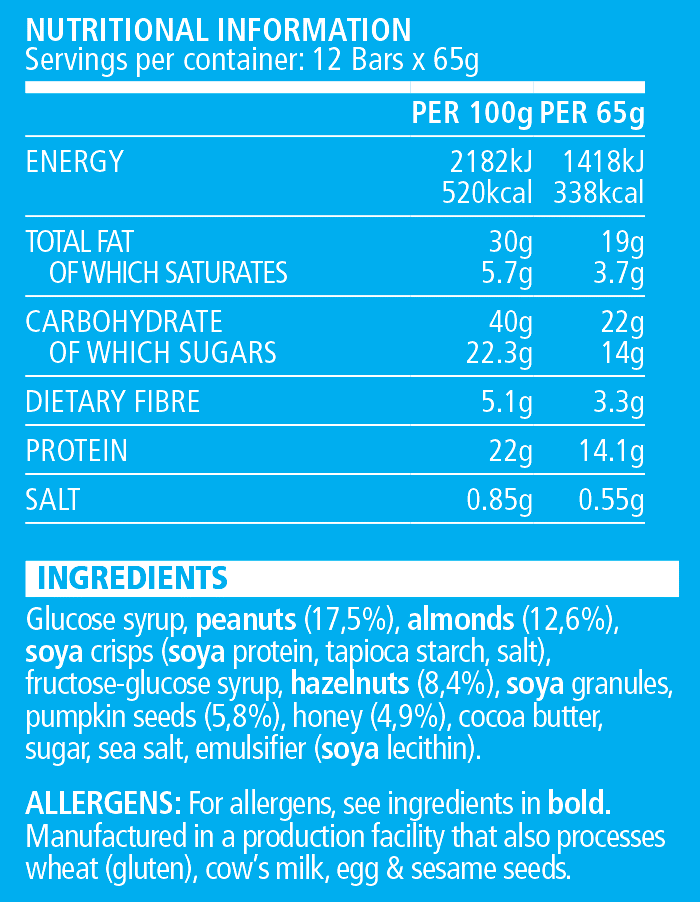 NUTRITIONAL INFORMATION
Servings per container: 12 Bars x 65g
PER 100g PER 65g
ENERGY 2182kJ 1418kJ
520kcal 338kcal
TOTAL FAT 30g 19g
OF WHICH SATURATES 5.7g 3.7g
CARBOHYDRATE 40g 22g
OF WHICH SUGARS 22.3g 14g
DIETARY FIBRE 5.1g 3.3g
PROTEIN 22g 14.1g
SALT 0.85g 0.55g
INGREDIENTS
Glucose syrup, peanuts (17,5%), almonds (12,6%),
soya crisps (soya protein, tapioca starch, salt),
fructose-glucose syrup, hazelnuts (8,4%), soya granules,
pumpkin seeds (5,8%), honey (4,9%), cocoa butter,
sugar, sea salt, emulsifier (soya lecithin).
ALLERGENS: For allergens, see ingredients in bold.
Manufactured in a production facility that also processes
wheat (gluten), cow's milk, egg & sesame seeds.